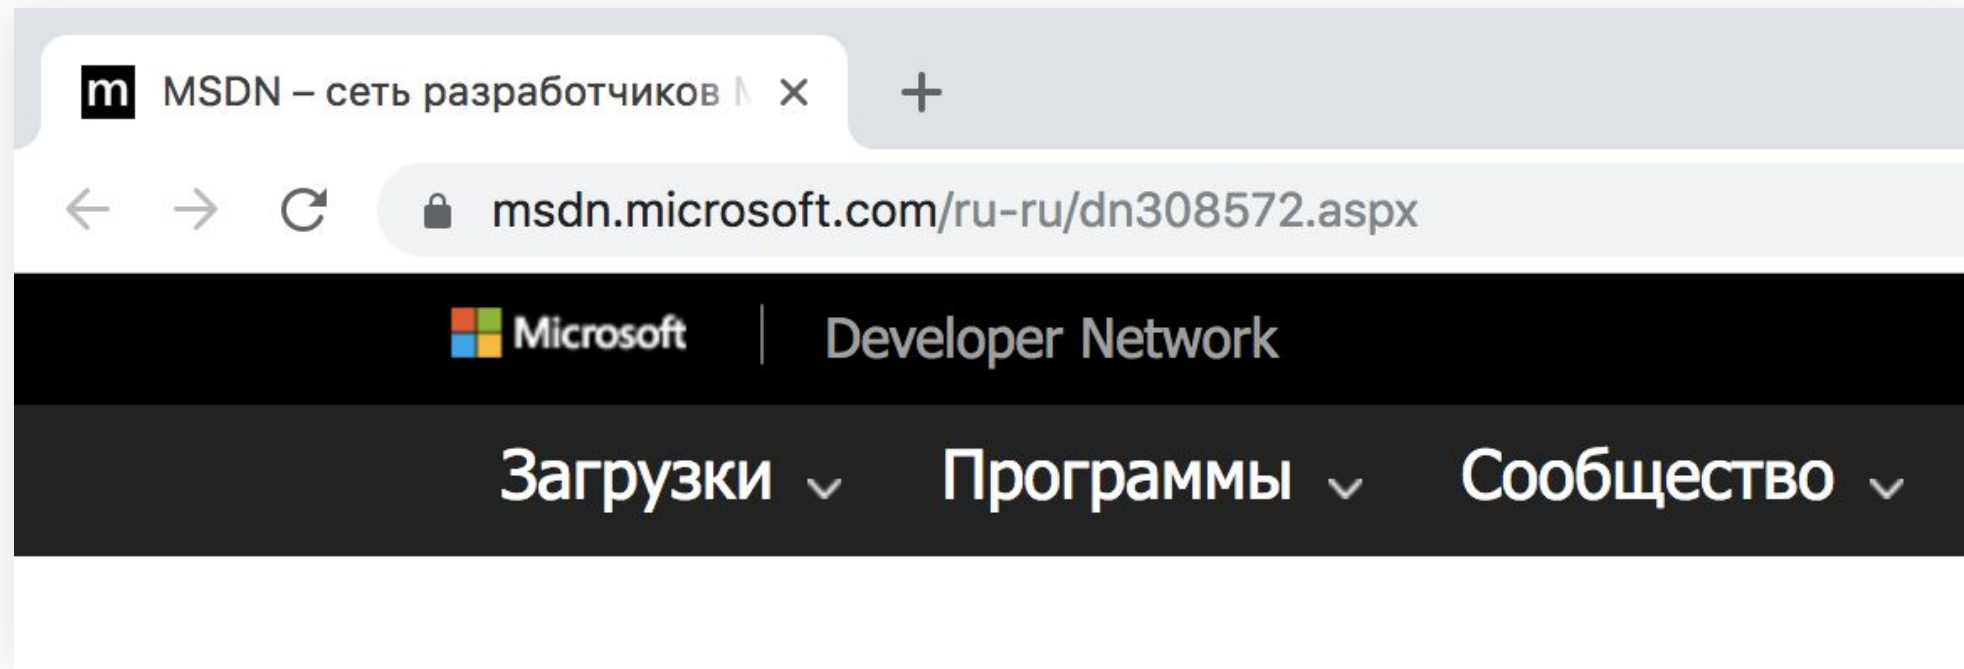 m MSDN – сеть разработчиков
msdn.microsoft.com/ru-ru/dn308572.aspx
Microsoft | Developer Network
Загрузки Программы Сообщество